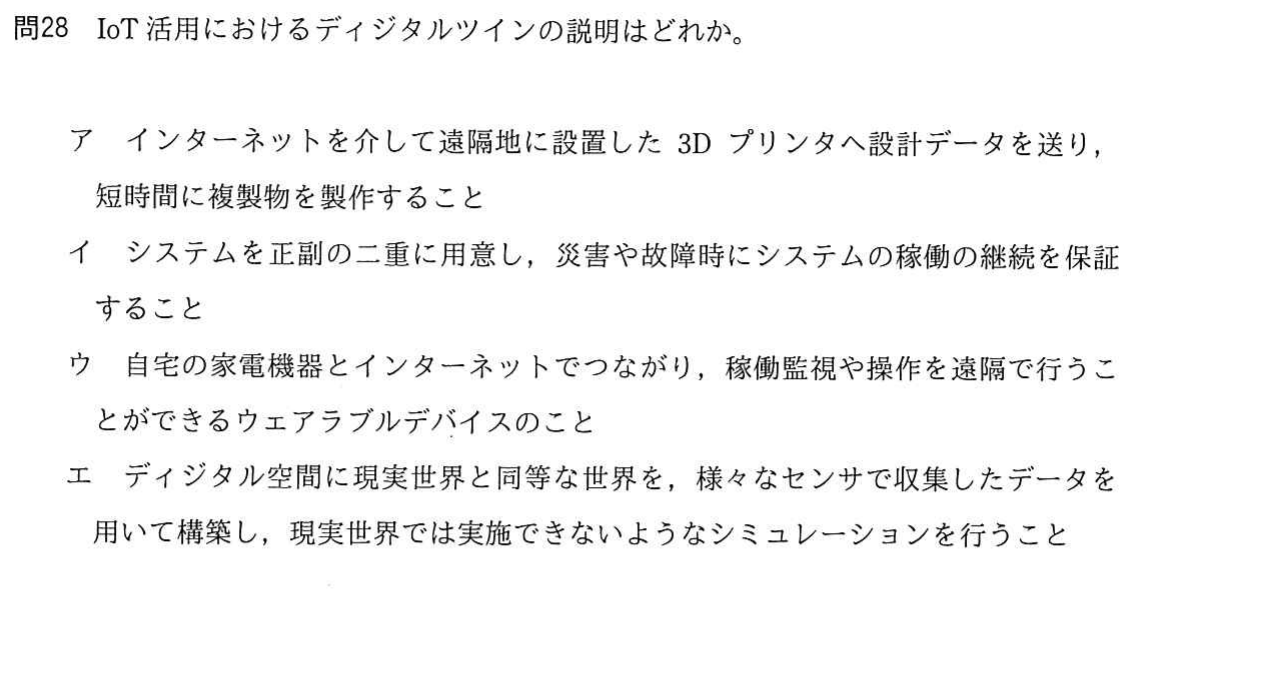 問28 IoT 活用におけるディジタルツインの説明はどれか。
ア インターネットを介して遠隔地に設置した 3D プリンタへ設計データを送り，
短時間に複製物を製作すること
イ システムを正副の二重に用意し，災害や故障時にシステムの稼働の継続を保証
すること
ウ 自宅の家電機器とインターネットでつながり，稼働監視や操作を遠隔で行うこ
とができるウェアラブルデバイスのこと
エ ディジタル空間に現実世界と同等な世界を，様々なセンサで収集したデータを
用いて構築し，現実世界では実施できないようなシミュレーションを行うこと